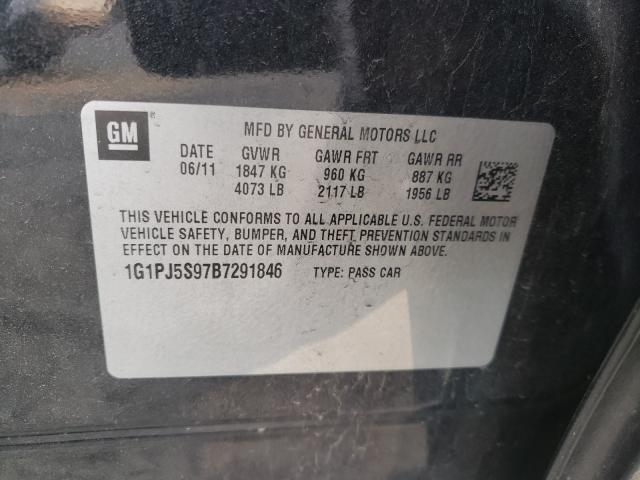 GM
MFD BY GENERAL MOTORS LLC
DATE GVWR GAWR FRT GAWR RR
06/11 1847 KG 960 KG 887 KG
4073 LB 2117 LB 1956 LB
THIS VEHICLE CONFORMS TO ALL APPLICABLE U.S. FEDERAL MOTOR
VEHICLE SAFETY, BUMPER, AND THEFT PREVENTION STANDARDS IN
EFFECT ON THE DATE OF MANUFACTURE SHOWN ABOVE.
1G1PJ5S97B7291846 TYPE: PASS CAR